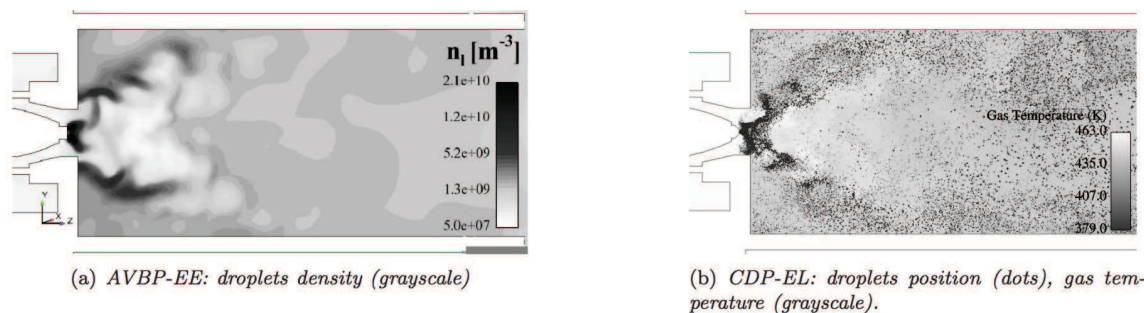 n_l [m^-3]
2.1e+10
1.2e+10
5.2e+09
1.3e+09
5.0e+07
Y
X
Z
(a) AVBP-EE: droplets density (grayscale)
Gas Temperature (K)
463.0
435.0
407.0
379.0
(b) CDP-EL: droplets position (dots), gas tem-
perature (grayscale).